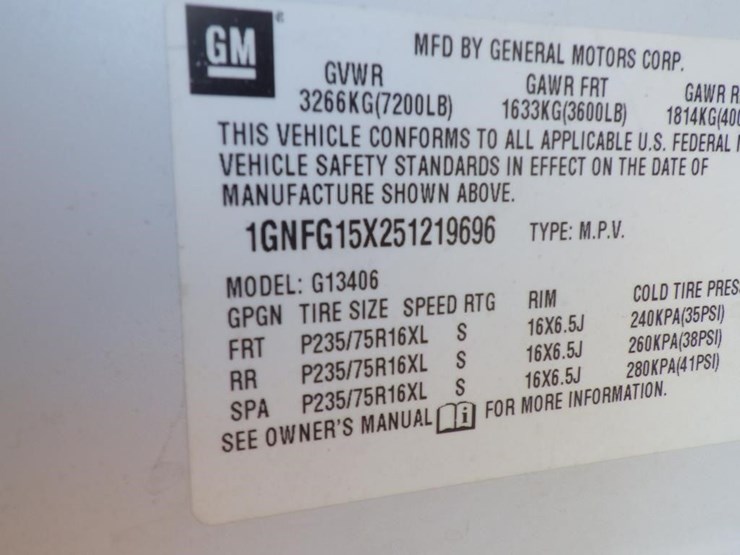 GM
MFD BY GENERAL MOTORS CORP.
GVWR GAWR FRT GAWR
3266KG(7200LB) 1633KG(3600LB) 1814KG(
THIS VEHICLE CONFORMS TO ALL APPLICABLE U.S. FEDERAL
VEHICLE SAFETY STANDARDS IN EFFECT ON THE DATE OF
MANUFACTURE SHOWN ABOVE.
1GNFG15X251219696 TYPE: M.P.V.
MODEL: G13406
GPGN TIRE SIZE SPEED RTG RIM COLD TIRE PRES
FRT P235/75R16XL S 16X6.5J 240KPA(35PSI)
RR P235/75R16XL S 16X6.5J 260KPA(38PSI)
SPA P235/75R16XL S 16X6.5J 280KPA(41PSI)
SEE OWNER'S MANUAL i FOR MORE INFORMATION.